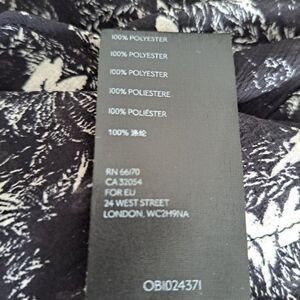 100% POLYESTER
100% POLYESTER
100% POLYESTER
100% POLIESTERE
100% POLIÉSTER
100% 涤纶
RN 66170
CA 32054
FOR EU
24 WEST STREET
LONDON, WC2H9NA
OB1024371